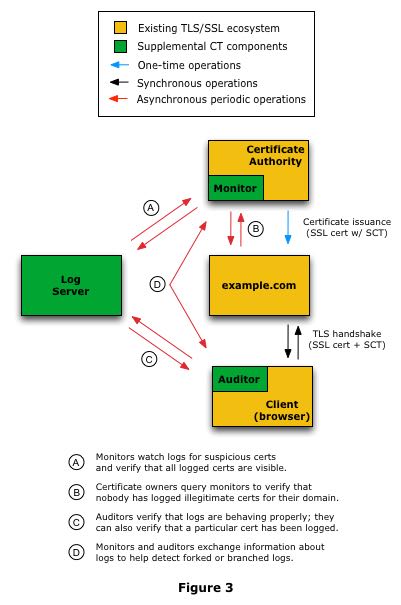 Existing TLS/SSL ecosystem
Supplemental CT components
One-time operations
Synchronous operations
Asynchronous periodic operations
Certificate
Authority
Monitor
A
B
Certificate issuance
(SSL cert w/ SCT)
Log
Server
D
example.com
TLS handshake
(SSL cert + SCT)
C
Auditor
Client
(browser)
A Monitors watch logs for suspicious certs
and verify that all logged certs are visible.
B Certificate owners query monitors to verify that
nobody has logged illegitimate certs for their domain.
C Auditors verify that logs are behaving properly; they
can also verify that a particular cert has been logged.
D Monitors and auditors exchange information about
logs to help detect forked or branched logs.
Figure 3